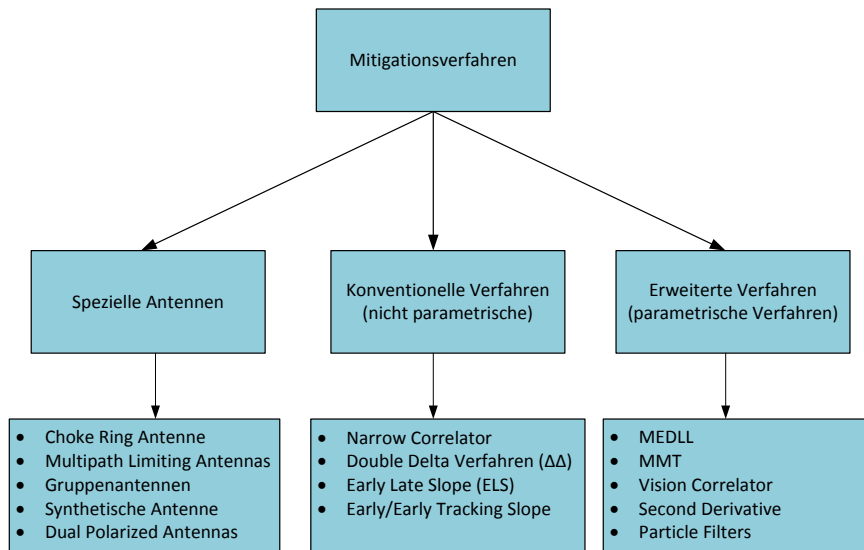 Mitigationsverfahren
Spezielle Antennen
Konventionelle Verfahren
(nicht parametrische)
Erweiterte Verfahren
(parametrische Verfahren)
• Choke Ring Antenne
• Multipath Limiting Antennas
• Gruppenantennen
• Synthetische Antenne
• Dual Polarized Antennas
• Narrow Correlator
• Double Delta Verfahren (ΔΔ)
• Early Late Slope (ELS)
• Early/Early Tracking Slope
• MEDLL
• MMT
• Vision Correlator
• Second Derivative
• Particle Filters